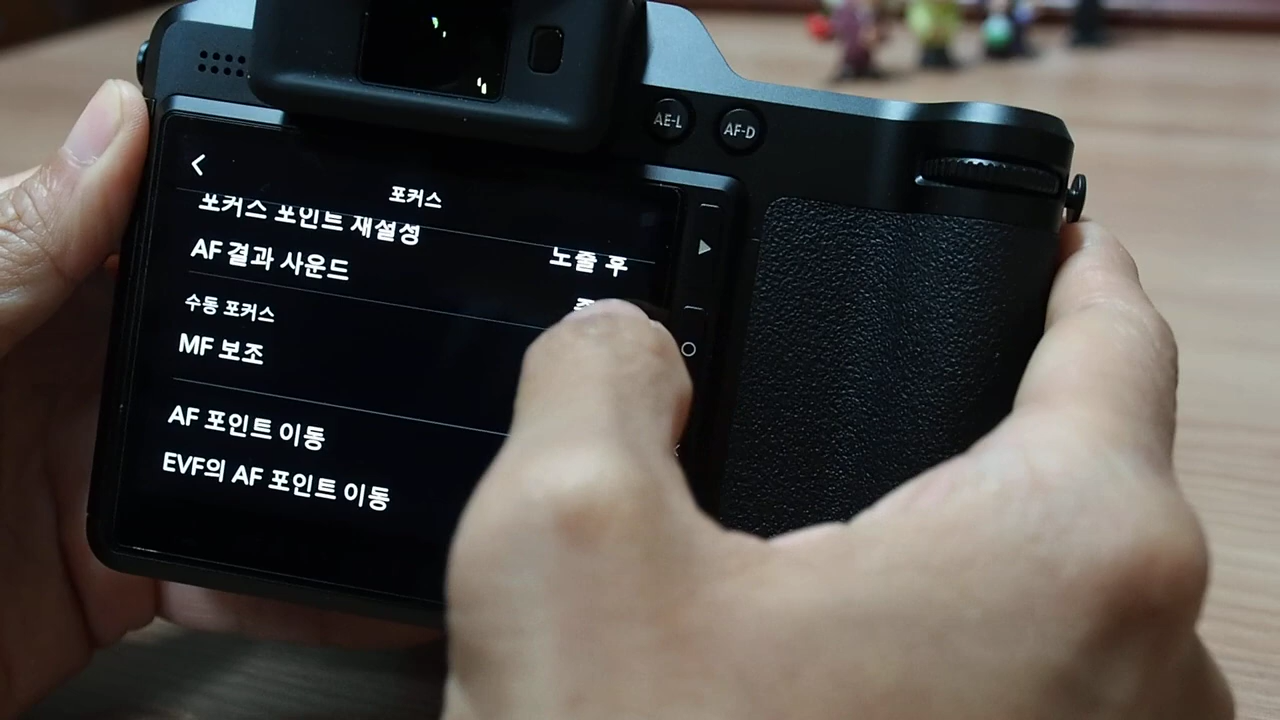 AE-L
AF-D
포커스
포커스 포인트 재설정
노출 후
AF 결과 사운드
수동 포커스
MF 보조
AF 포인트 이동
EVF의 AF 포인트 이동